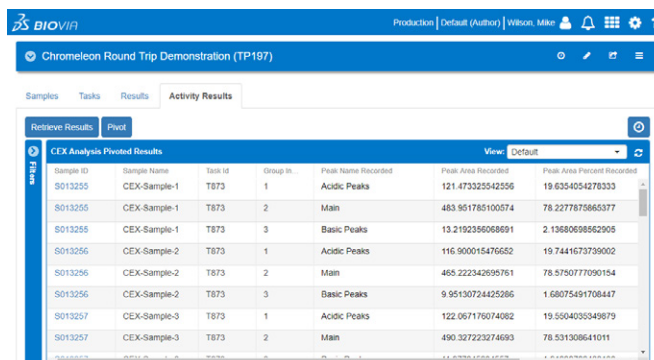 3S BIOVIA
Production | Default (Author) | Wilson, Mike
Chromeleon Round Trip Demonstration (TP197)
Samples Tasks Results Activity Results
Retrieve Results Pivot
CEX Analysis Pivoted Results View: Default
Filters
Sample ID Sample Name Task Id Group In... Peak Name Recorded Peak Area Recorded Peak Area Percent Recorded
S013255 CEX-Sample-1 T873 1 Acidic Peaks 121.473325542556 19.6354054278333
S013255 CEX-Sample-1 T873 2 Main 483.951785100574 78.2277875865377
S013255 CEX-Sample-1 T873 3 Basic Peaks 13.2192356068691 2.13680698562905
S013256 CEX-Sample-2 T873 1 Acidic Peaks 116.900015476652 19.7441673739002
S013256 CEX-Sample-2 T873 2 Main 465.222342695761 78.5750777090154
S013256 CEX-Sample-2 T873 3 Basic Peaks 9.95130724425286 1.68075491708447
S013257 CEX-Sample-3 T873 1 Acidic Peaks 122.067176074082 19.5504035349879
S013257 CEX-Sample-3 T873 2 Main 490.327223274693 78.531308641011